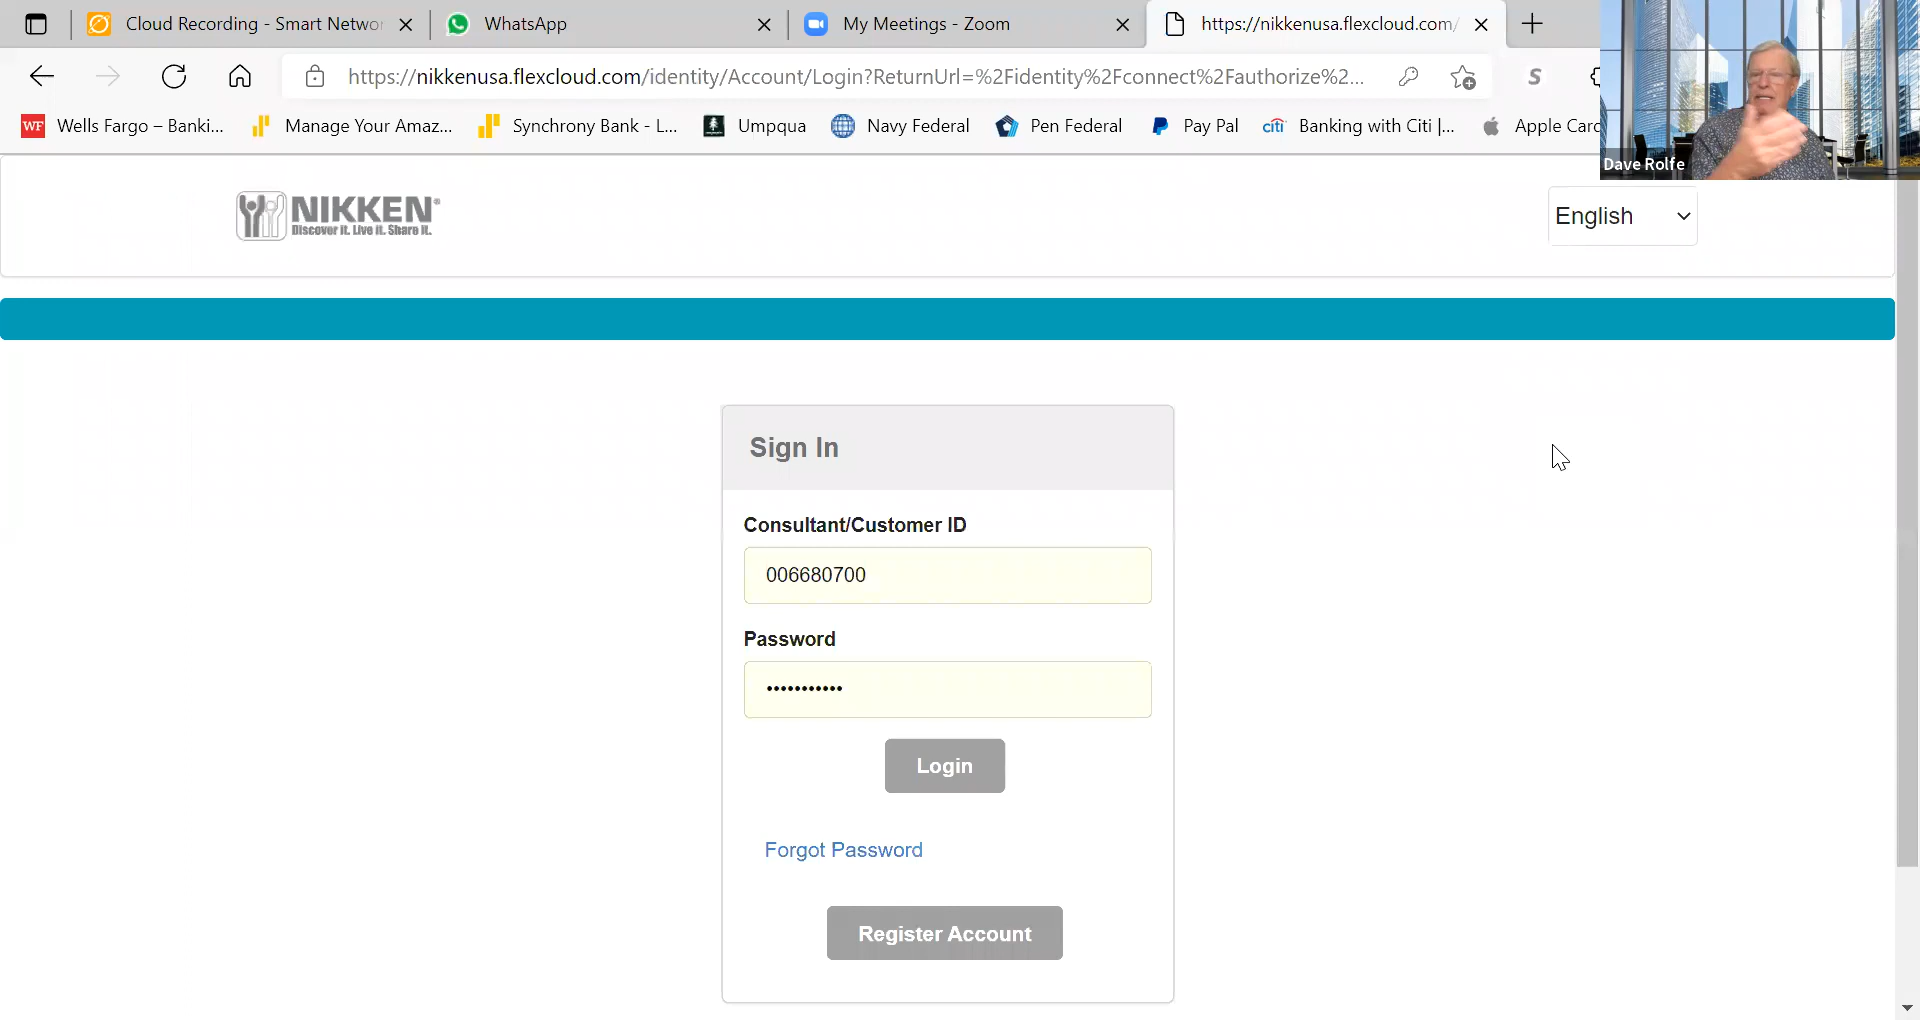 Cloud Recording - Smart Networ
WhatsApp
My Meetings - Zoom
https://nikkenusa.flexcloud.com/
https://nikkenusa.flexcloud.com/identity/Account/Login?ReturnUrl=%2Fidentity%2Fconnect%2Fauthorize%2...
S
WF Wells Fargo – Banki...
Manage Your Amaz...
Synchrony Bank - L...
Umpqua
Navy Federal
Pen Federal
Pay Pal
citi Banking with Citi |...
Apple Card
Dave Rolfe
NIKKEN®
Discover it. Live it. Share it.
English
Sign In
Consultant/Customer ID
006680700
Password
•••••••••••
Login
Forgot Password
Register Account